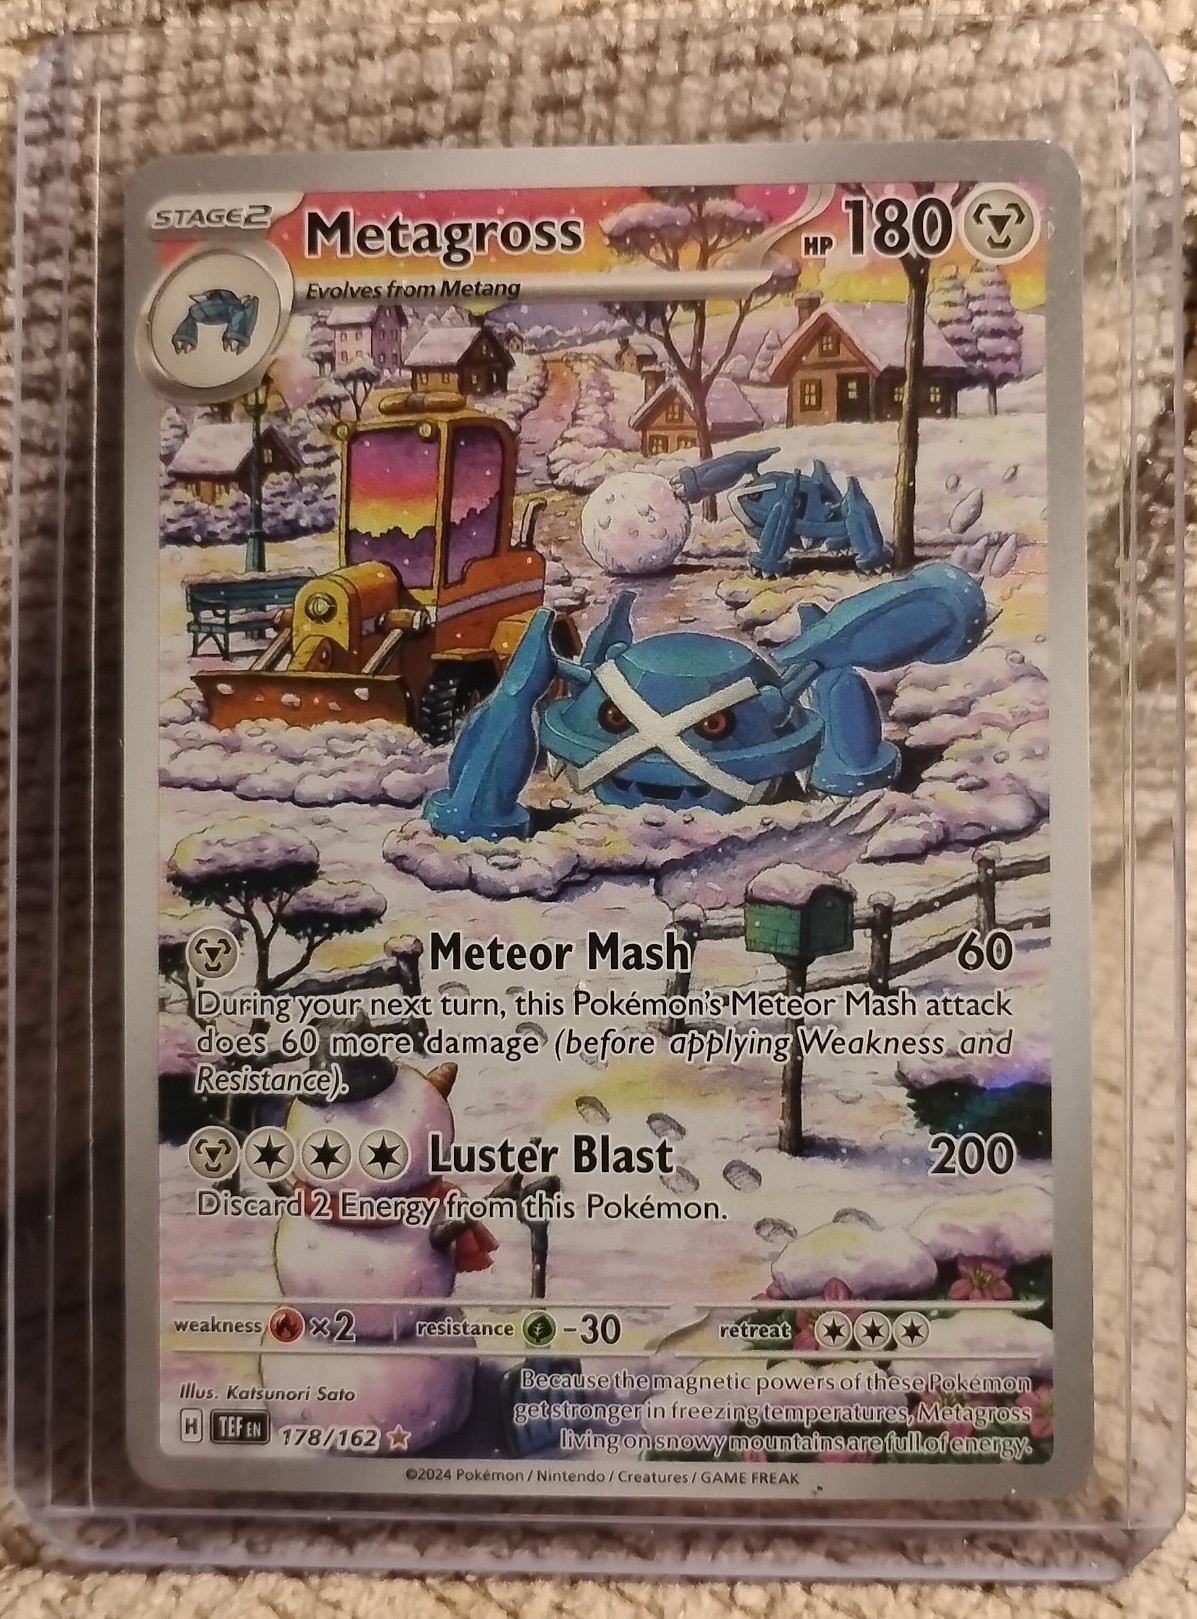 STAGE2 Metagross HP 180
Evolves from Metang
Meteor Mash 60
During your next turn, this Pokémon's Meteor Mash attack
does 60 more damage (before applying Weakness and
Resistance).
Luster Blast 200
Discard 2 Energy from this Pokémon.
weakness ×2 resistance -30 retreat
Illus. Katsunori Sato
Because the magnetic powers of these Pokémon
get stronger in freezing temperatures, Metagross
living on snowy mountains are full of energy.
H TEF EN 178/162
©2024 Pokémon / Nintendo / Creatures / GAME FREAK